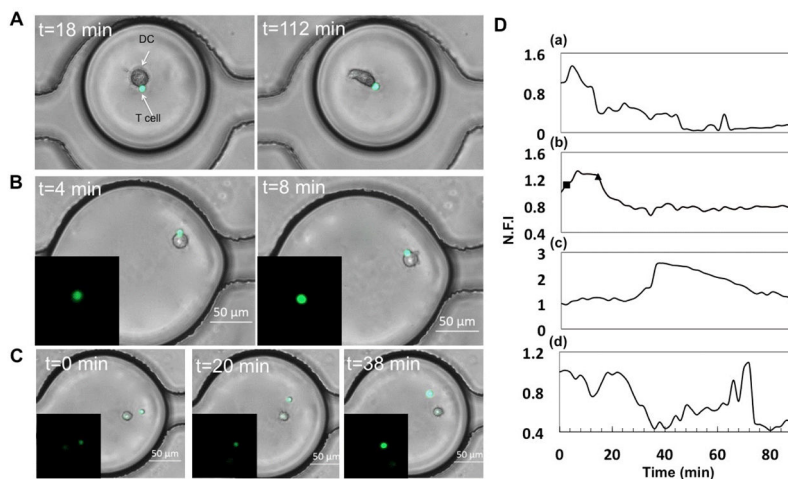 A
t=18 min
DC
T cell
t=112 min
B
t=4 min
50 µm
t=8 min
50 µm
C
t=0 min
50 µm
t=20 min
50 µm
t=38 min
50 µm
D
N.F.I
(a)
1.6
0.8
0
(b)
1.6
1.2
0.8
0.4
(c)
3
2
1
0
(d)
1.2
0.8
0.4
0 20 40 60 80
Time (min)